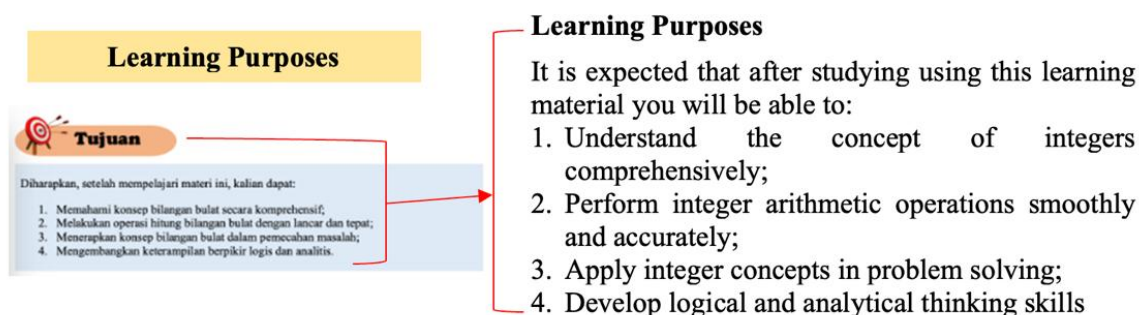 Learning Purposes
Tujuan
Diharapkan, setelah mempelajari materi ini, kalian dapat:
1. Memahami konsep bilangan bulat secara komprehensif;
2. Melakukan operasi hitung bilangan bulat dengan lancar dan tepat;
3. Menerapkan konsep bilangan bulat dalam pemecahan masalah;
4. Mengembangkan keterampilan berpikir logis dan analitis.
Learning Purposes
It is expected that after studying using this learning
material you will be able to:
1. Understand the concept of integers
comprehensively;
2. Perform integer arithmetic operations smoothly
and accurately;
3. Apply integer concepts in problem solving;
4. Develop logical and analytical thinking skills